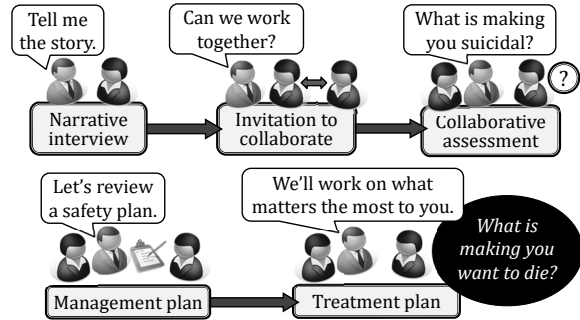 Tell me
the story.
Can we work
together?
What is making
you suicidal?
?
Narrative
interview
Invitation to
collaborate
Collaborative
assessment
Let's review
a safety plan.
We'll work on what
matters the most to you.
What is
making you
want to die?
Management plan
Treatment plan